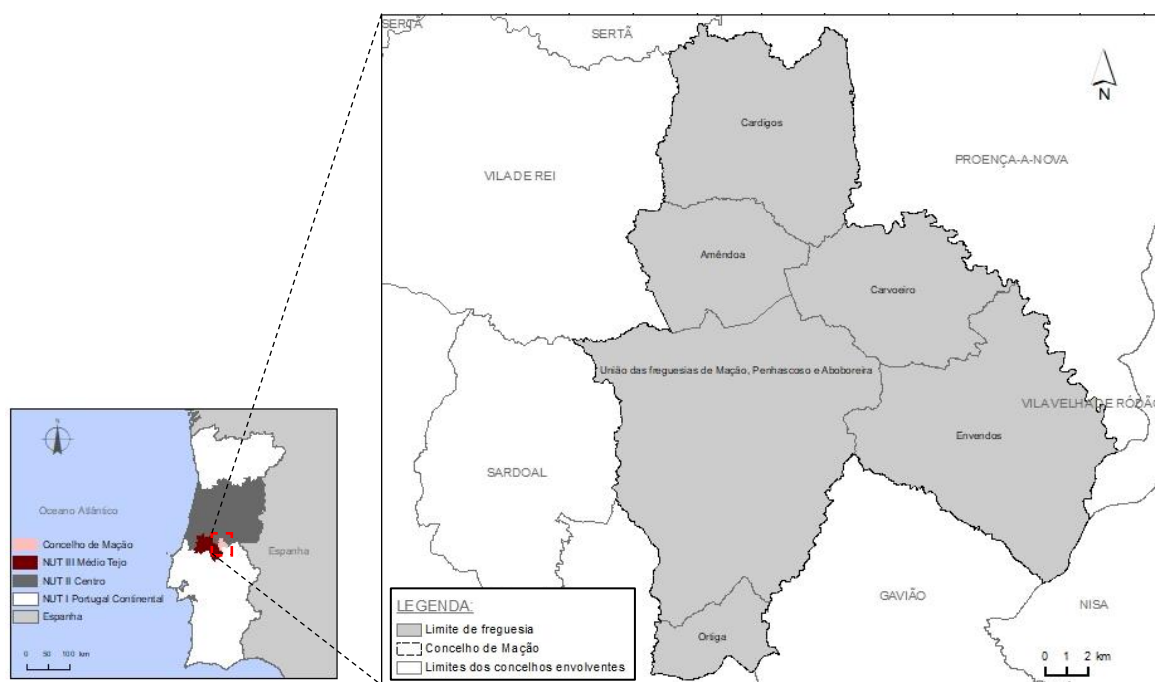 SERTÃ
SERTÃ
N
Cardigos
PROENÇA-A-NOVA
VILA DE REI
Amêndoa
Carvoeiro
União das freguesias de Mação, Penhascoso e Aboboreira
VILA VELHA DE RÓDÃO
Envendos
SARDOAL
GAVIÃO
NISA
Ortiga
LEGENDA:
Limite de freguesia
Concelho de Mação
Limites dos concelhos envolventes
0 1 2 km
N
Oceano Atlântico
Espanha
Concelho de Mação
NUT III Médio Tejo
NUT II Centro
NUT I Portugal Continental
Espanha
0 50 100 km